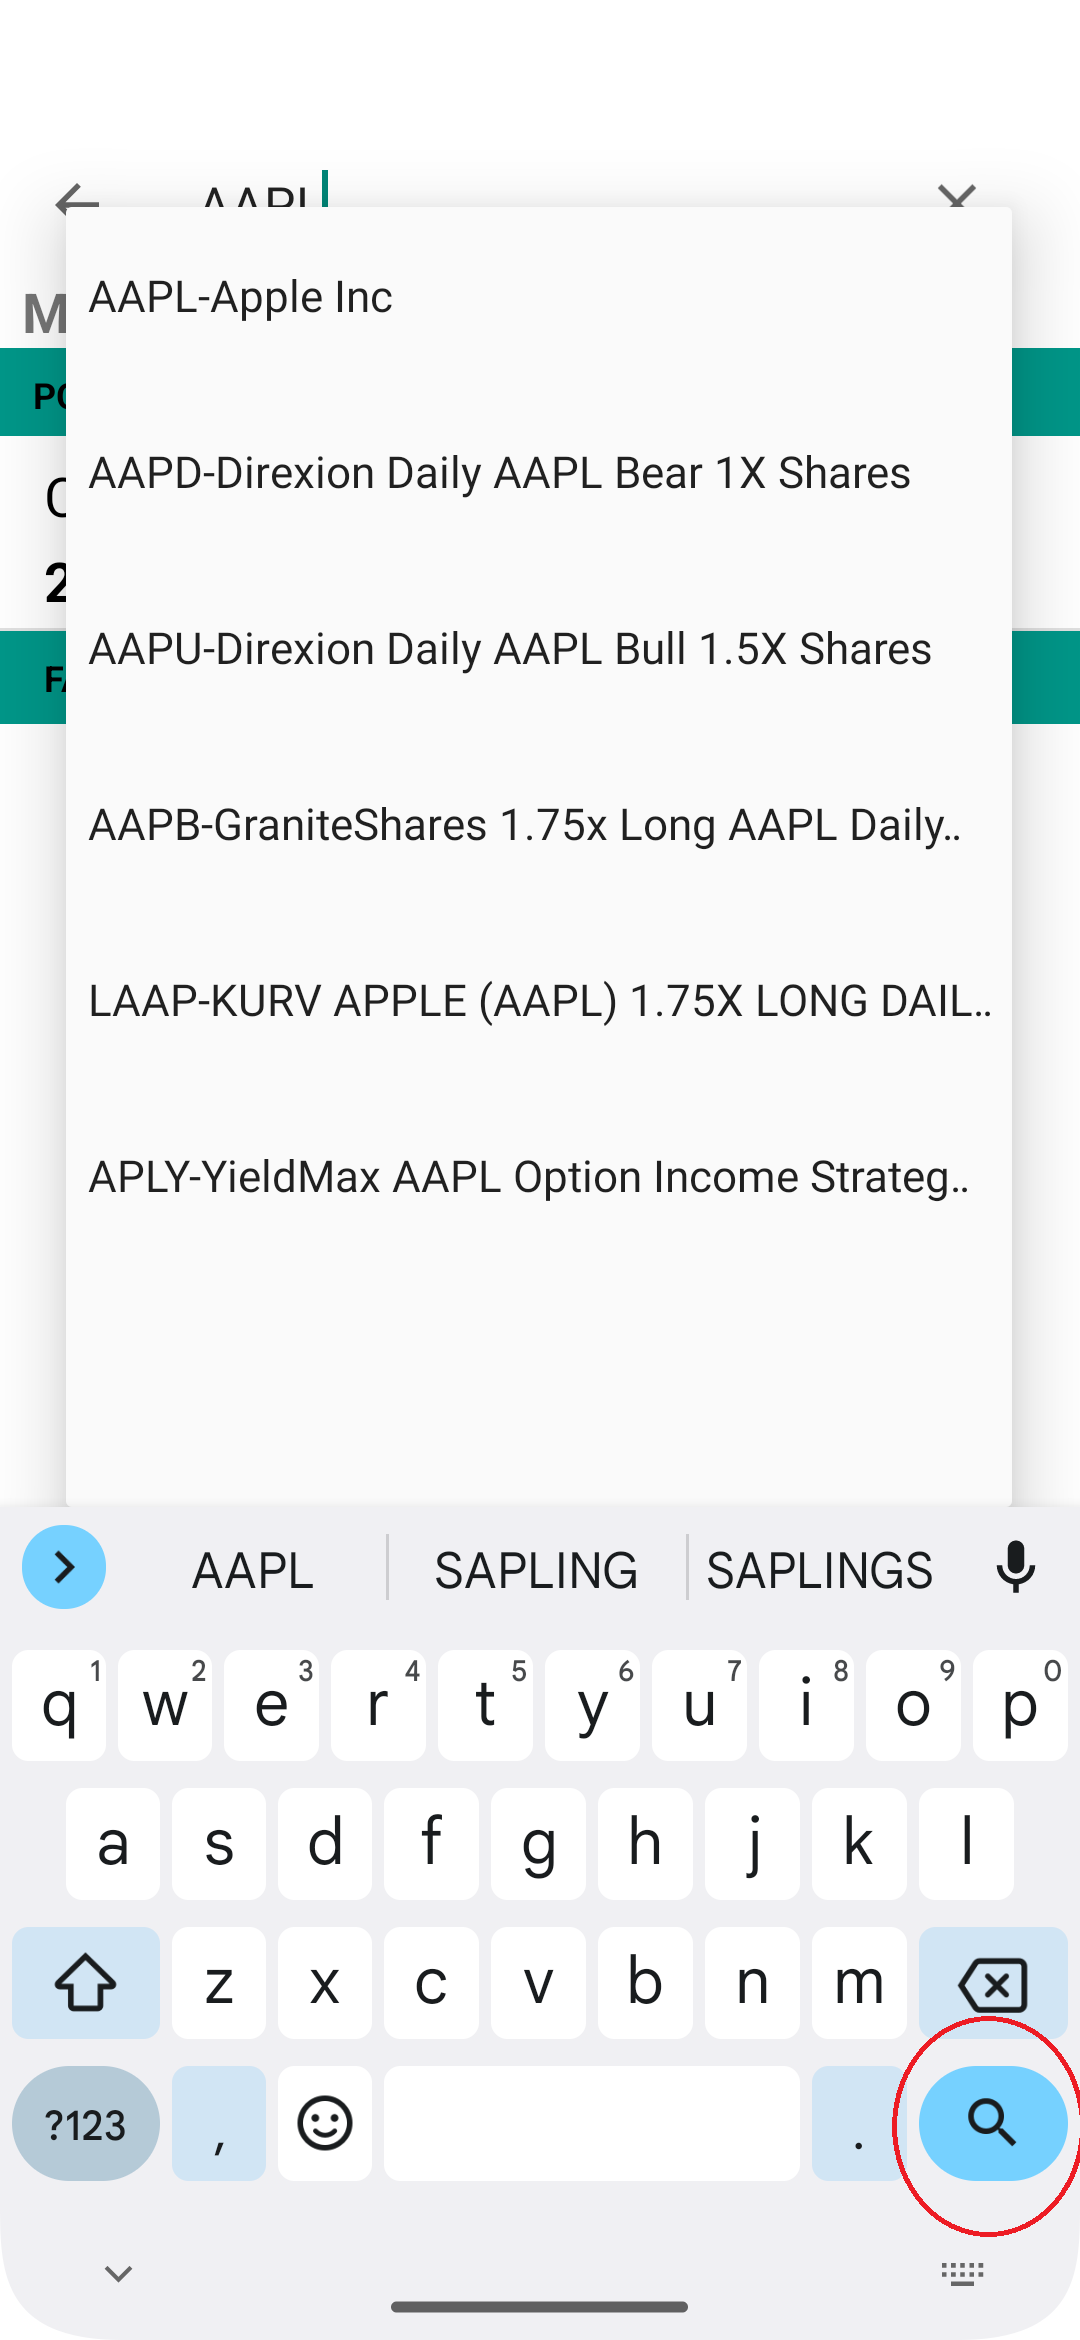 AAPL
M
AAPL-Apple Inc
PO
AAPD-Direxion Daily AAPL Bear 1X Shares
2
AAPU-Direxion Daily AAPL Bull 1.5X Shares
AAPB-GraniteShares 1.75x Long AAPL Daily..
LAAP-KURV APPLE (AAPL) 1.75X LONG DAIL..
APLY-YieldMax AAPL Option Income Strateg..
AAPL SAPLING SAPLINGS
q 1 w 2 e 3 r 4 t 5 y 6 u 7 i 8 o 9 p 0
a s d f g h j k l
z x c v b n m
?123 , .